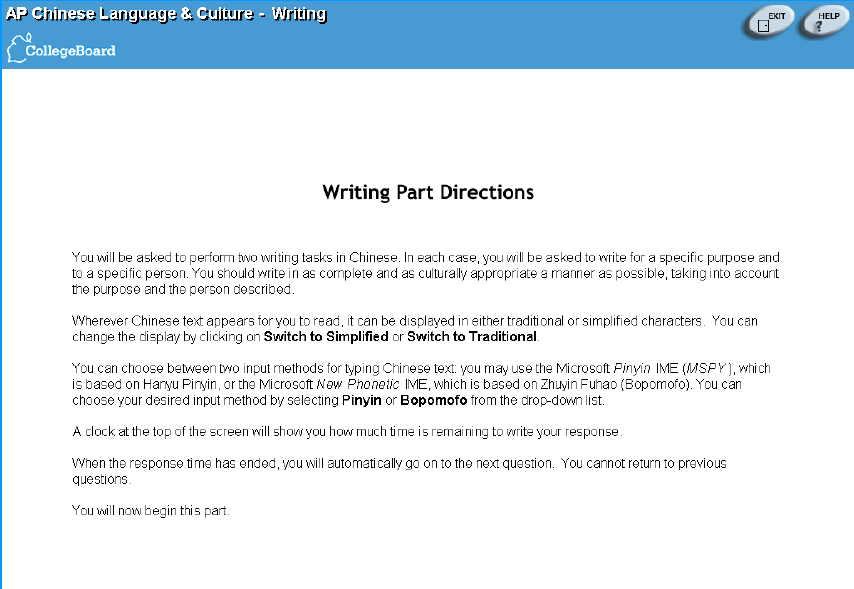 AP Chinese Language & Culture - Writing
EXIT
HELP
?
CollegeBoard
Writing Part Directions
You will be asked to perform two writing tasks in Chinese. In each case, you will be asked to write for a specific purpose and
to a specific person. You should write in as complete and as culturally appropriate a manner as possible, taking into account
the purpose and the person described.
Wherever Chinese text appears for you to read, it can be displayed in either traditional or simplified characters. You can
change the display by clicking on Switch to Simplified or Switch to Traditional.
You can choose between two input methods for typing Chinese text: you may use the Microsoft Pinyin IME (MSPY), which
is based on Hanyu Pinyin, or the Microsoft New Phonetic IME, which is based on Zhuyin Fuhao (Bopomofo). You can
choose your desired input method by selecting Pinyin or Bopomofo from the drop-down list.
A clock at the top of the screen will show you how much time is remaining to write your response.
When the response time has ended, you will automatically go on to the next question. You cannot return to previous
questions.
You will now begin this part.